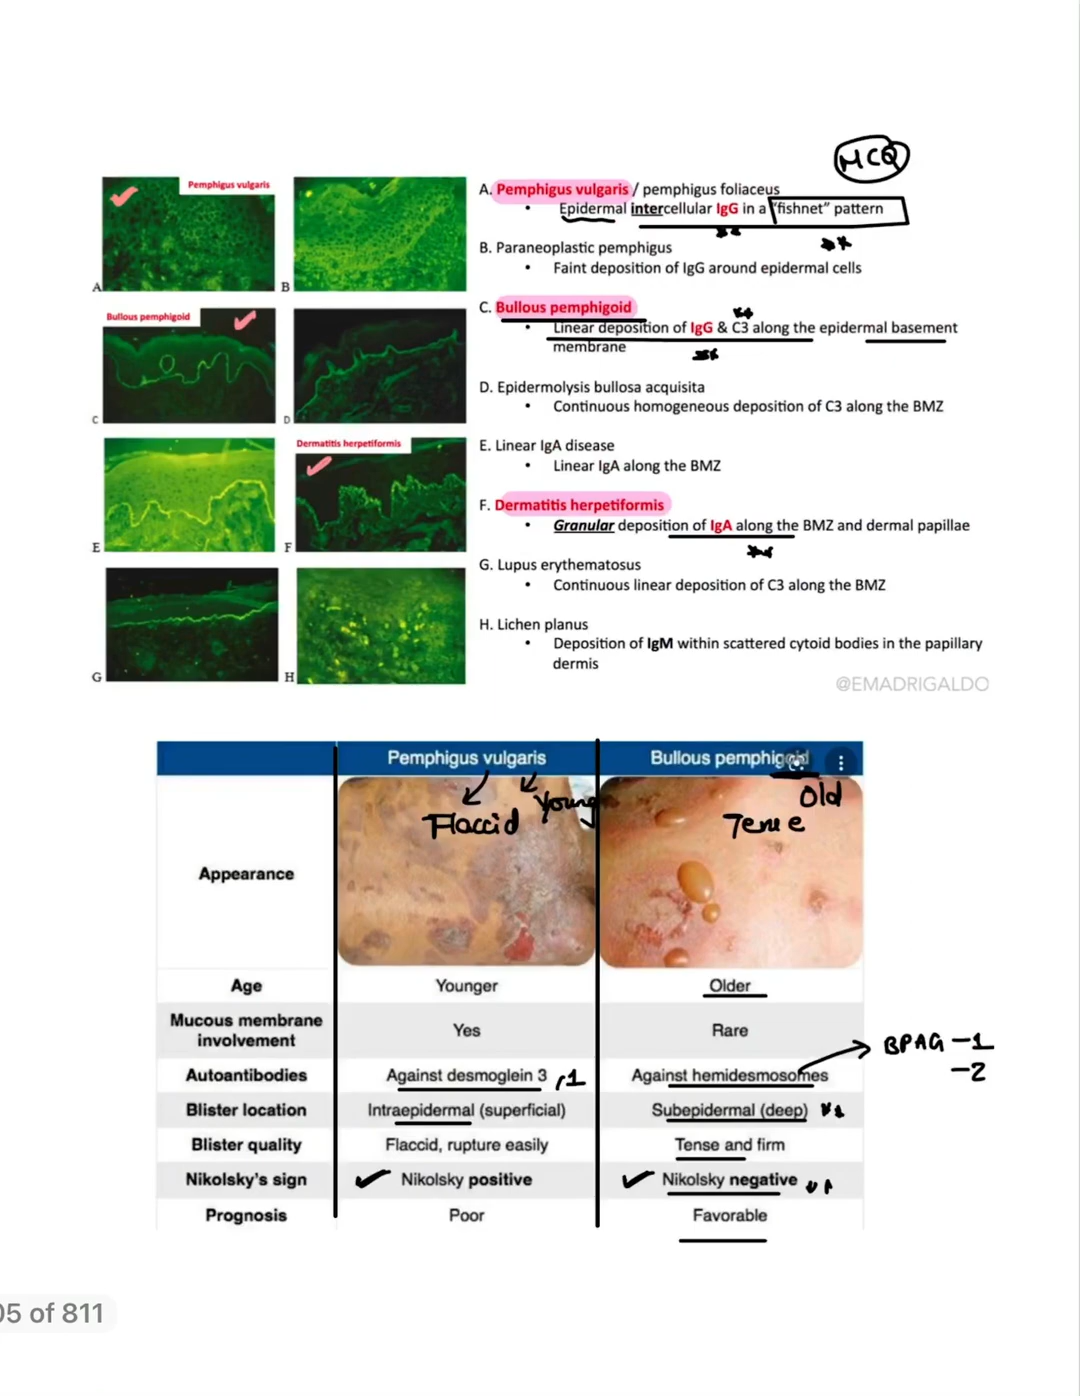 MCQ
Pemphigus vulgaris
A
B
A. Pemphigus vulgaris / pemphigus foliaceus
• Epidermal intercellular IgG in a "fishnet" pattern
B. Paraneoplastic pemphigus
• Faint deposition of IgG around epidermal cells
Bullous pemphigoid
C
D
C. Bullous pemphigoid
• Linear deposition of IgG & C3 along the epidermal basement
membrane
D. Epidermolysis bullosa acquisita
• Continuous homogeneous deposition of C3 along the BMZ
Dermatitis herpetiformis
E
F
E. Linear IgA disease
• Linear IgA along the BMZ
F. Dermatitis herpetiformis
• Granular deposition of IgA along the BMZ and dermal papillae
G
H
G. Lupus erythematosus
• Continuous linear deposition of C3 along the BMZ
H. Lichen planus
• Deposition of IgM within scattered cytoid bodies in the papillary
dermis
@EMADRIGALDO
Pemphigus vulgaris Bullous pemphigoid
Flaccid Young Tense Old
Appearance
Age Younger Older
Mucous membrane
involvement Yes Rare
BPAG -1
-2
Autoantibodies Against desmoglein 3 ,1 Against hemidesmosomes
Blister location Intraepidermal (superficial) Subepidermal (deep)
Blister quality Flaccid, rupture easily Tense and firm
Nikolsky's sign Nikolsky positive Nikolsky negative
Prognosis Poor Favorable
05 of 811